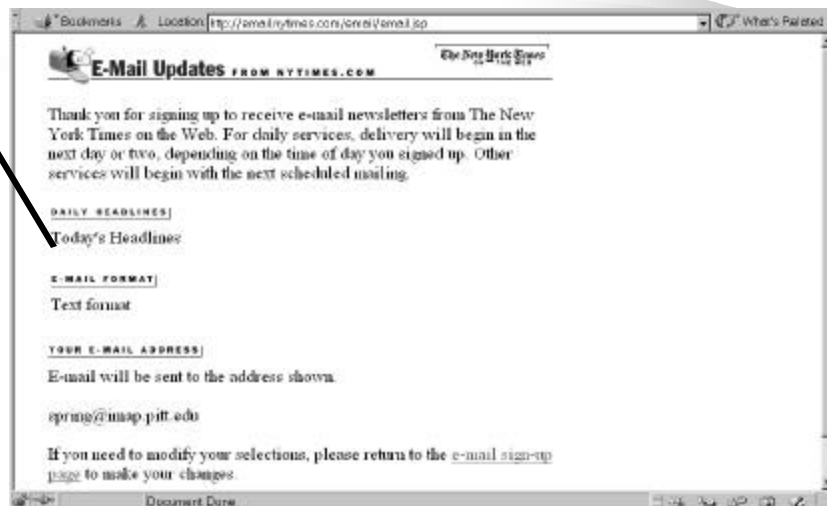 Bookmarks Location: http://email.nytimes.com/email/email.jsp What's Related
E-Mail Updates FROM NYTIMES.COM
The New York Times
ON THE WEB
Thank you for signing up to receive e-mail newsletters from The New
York Times on the Web. For daily services, delivery will begin in the
next day or two, depending on the time of day you signed up. Other
services will begin with the next scheduled mailing.
DAILY HEADLINES
Today's Headlines
E-MAIL FORMAT
Text format
YOUR E-MAIL ADDRESS
E-mail will be sent to the address shown.
spring@imap.pitt.edu
If you need to modify your selections, please return to the e-mail sign-up
page to make your changes.
Document: Done